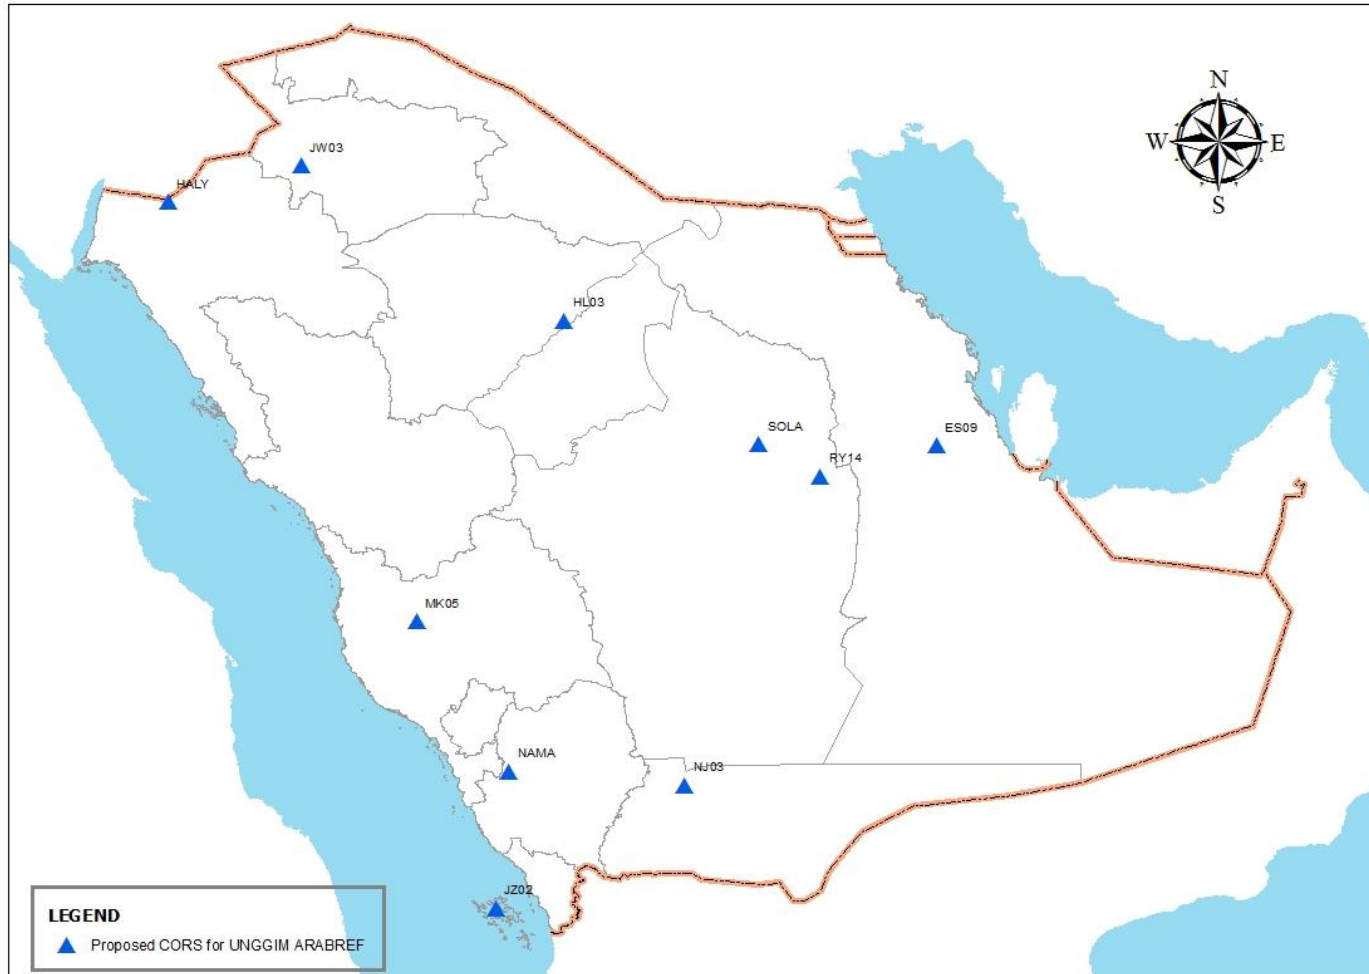 N
W E
S
JW03
HALY
HL03
SOLA
ES09
RY14
MK05
NAMA
NJ03
JZ02
LEGEND
Proposed CORS for UNGGIM ARABREF